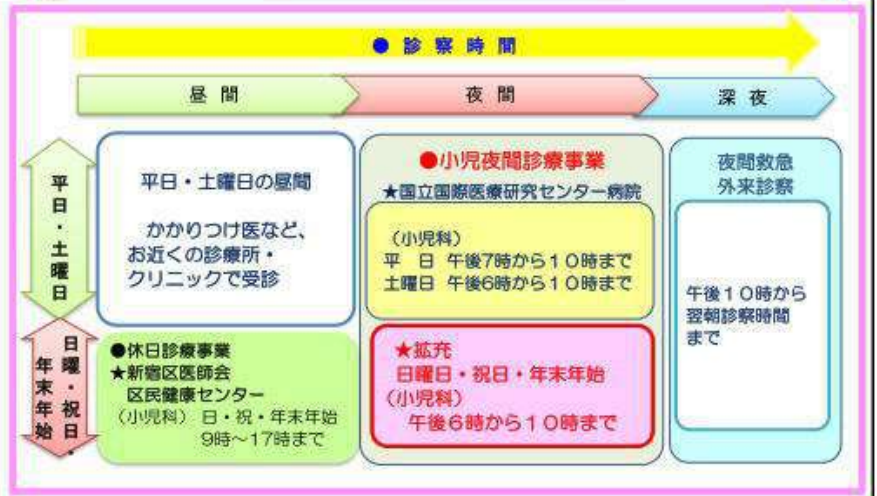 ●診察時間
昼間
夜間
深夜
平日・土曜日
平日・土曜日の昼間
かかりつけ医など、
お近くの診療所・
クリニックで受診
●小児夜間診療事業
★国立国際医療研究センター病院
（小児科）
平　日　午後7時から１０時まで
土曜日　午後6時から１０時まで
夜間救急
外来診察
午後１０時から
翌朝診察時間
まで
日曜・祝日・
年末年始
●休日診療事業
★新宿区医師会
区民健康センター
（小児科）日・祝・年末年始
9時～17時まで
★拡充
日曜日・祝日・年末年始
（小児科）
午後６時から１０時まで